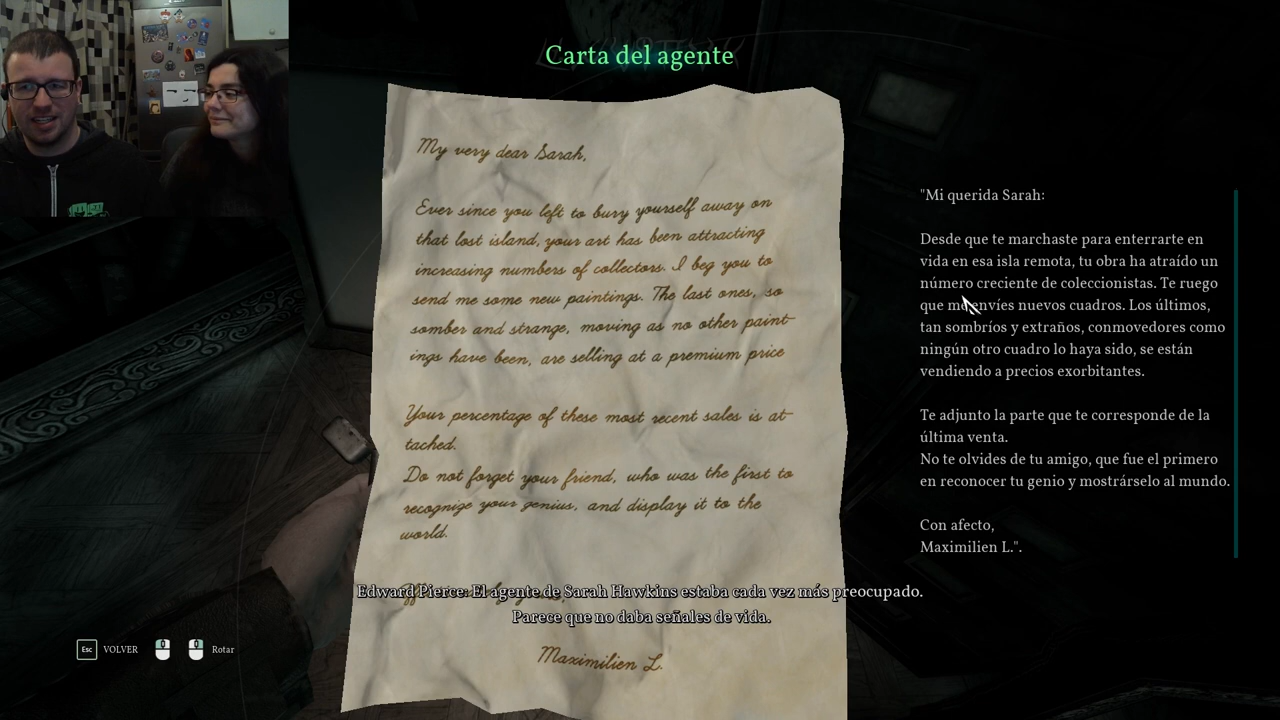 Carta del agente
My very dear Sarah,
Ever since you left to bury yourself away on
that lost island, your art has been attracting
increasing numbers of collectors. I beg you to
send me some new paintings. The last ones, so
somber and strange, moving as no other paint-
ings have been, are selling at a premium price
Your percentage of these most recent sales is at-
tached.
Do not forget your friend, who was the first to
recognize your genius, and display it to the
world.
Maximilien L.
"Mi querida Sarah:
Desde que te marchaste para enterrarte en
vida en esa isla remota, tu obra ha atraído un
número creciente de coleccionistas. Te ruego
que me envíes nuevos cuadros. Los últimos,
tan sombríos y extraños, conmovedores como
ningún otro cuadro lo haya sido, se están
vendiendo a precios exorbitantes.
Te adjunto la parte que te corresponde de la
última venta.
No te olvides de tu amigo, que fue el primero
en reconocer tu genio y mostrárselo al mundo.
Con afecto,
Maximilien L.".
Edward Pierce: El agente de Sarah Hawkins estaba cada vez más preocupado.
Parece que no daba señales de vida.
Esc VOLVER Rotar